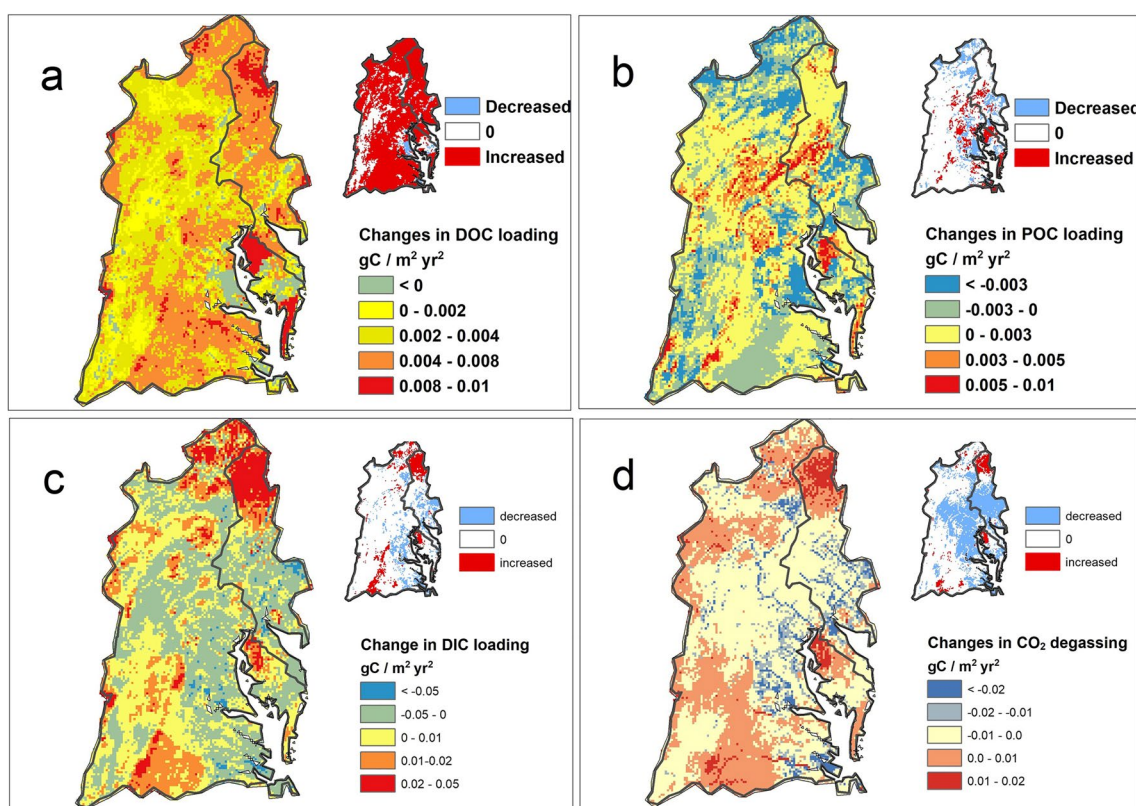 a
Decreased
0
Increased
Changes in DOC loading
gC / m² yr²
< 0
0 - 0.002
0.002 - 0.004
0.004 - 0.008
0.008 - 0.01
b
Decreased
0
Increased
Changes in POC loading
gC / m² yr²
< -0.003
-0.003 - 0
0 - 0.003
0.003 - 0.005
0.005 - 0.01
c
decreased
0
increased
Change in DIC loading
gC / m² yr²
< -0.05
-0.05 - 0
0 - 0.01
0.01-0.02
0.02 - 0.05
d
decreased
0
increased
Changes in CO₂ degassing
gC / m² yr²
< -0.02
-0.02 - -0.01
-0.01 - 0.0
0.0 - 0.01
0.01 - 0.02